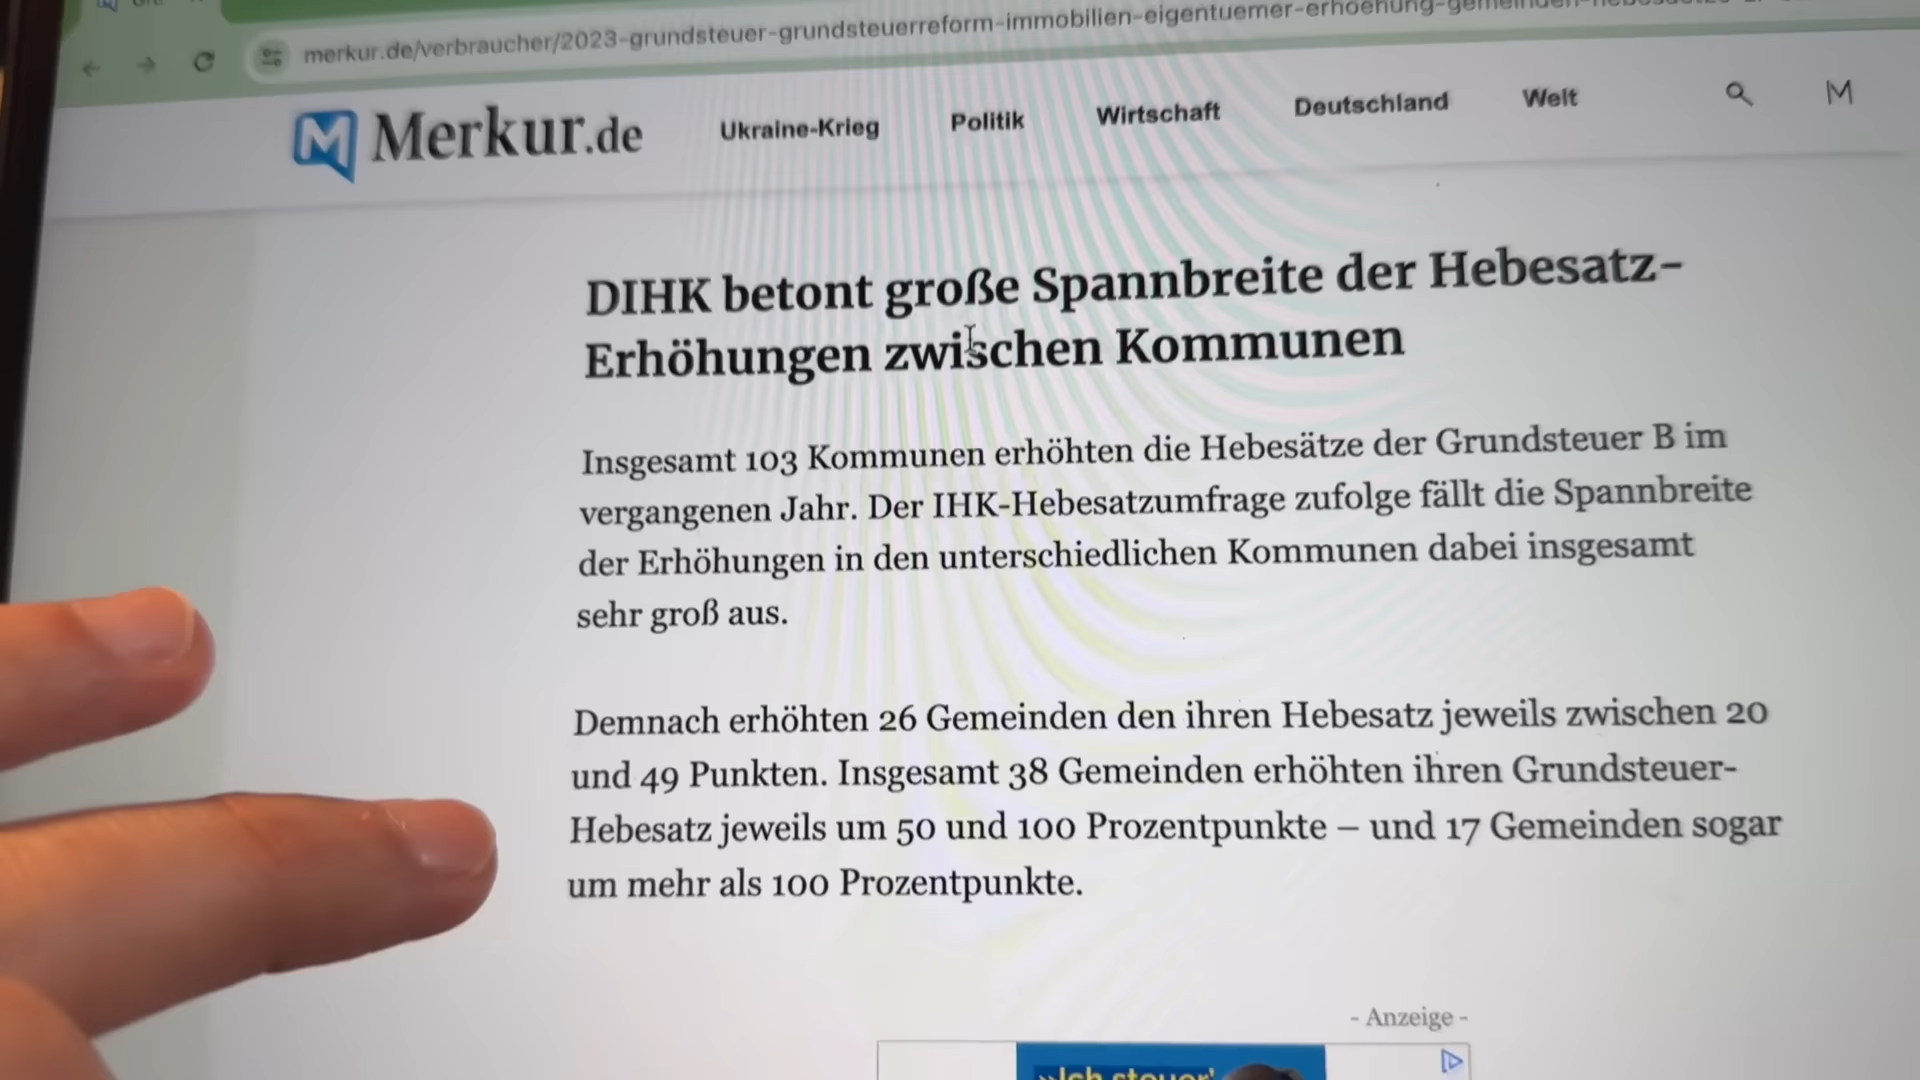 merkur.de/verbraucher/2023-grundsteuer-grundsteuerreform-immobilien-eigentuemer-erhoehung-gemeinden-
Merkur.de Ukraine-Krieg Politik Wirtschaft Deutschland Welt M
DIHK betont große Spannbreite der Hebesatz-
Erhöhungen zwischen Kommunen
Insgesamt 103 Kommunen erhöhten die Hebesätze der Grundsteuer B im
vergangenen Jahr. Der IHK-Hebesatzumfrage zufolge fällt die Spannbreite
der Erhöhungen in den unterschiedlichen Kommunen dabei insgesamt
sehr groß aus.
Demnach erhöhten 26 Gemeinden den ihren Hebesatz jeweils zwischen 20
und 49 Punkten. Insgesamt 38 Gemeinden erhöhten ihren Grundsteuer-
Hebesatz jeweils um 50 und 100 Prozentpunkte – und 17 Gemeinden sogar
um mehr als 100 Prozentpunkte.
- Anzeige -
»Ich steuer'